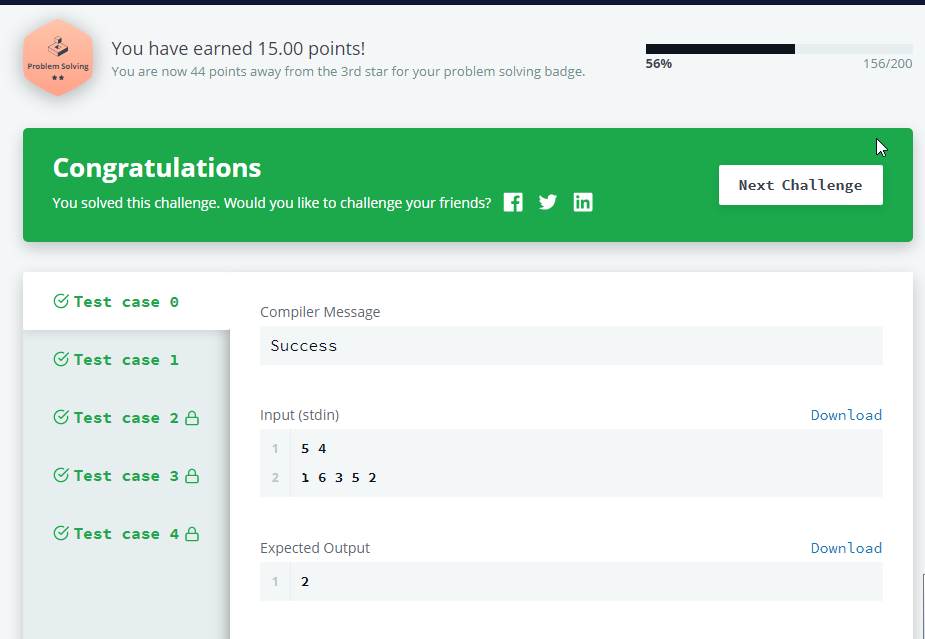 Problem Solving
You have earned 15.00 points!
You are now 44 points away from the 3rd star for your problem solving badge.
56%
156/200
Congratulations
You solved this challenge. Would you like to challenge your friends?
Next Challenge
Test case 0
Test case 1
Test case 2
Test case 3
Test case 4
Compiler Message
Success
Input (stdin)
Download
1 5 4
2 1 6 3 5 2
Expected Output
Download
1 2